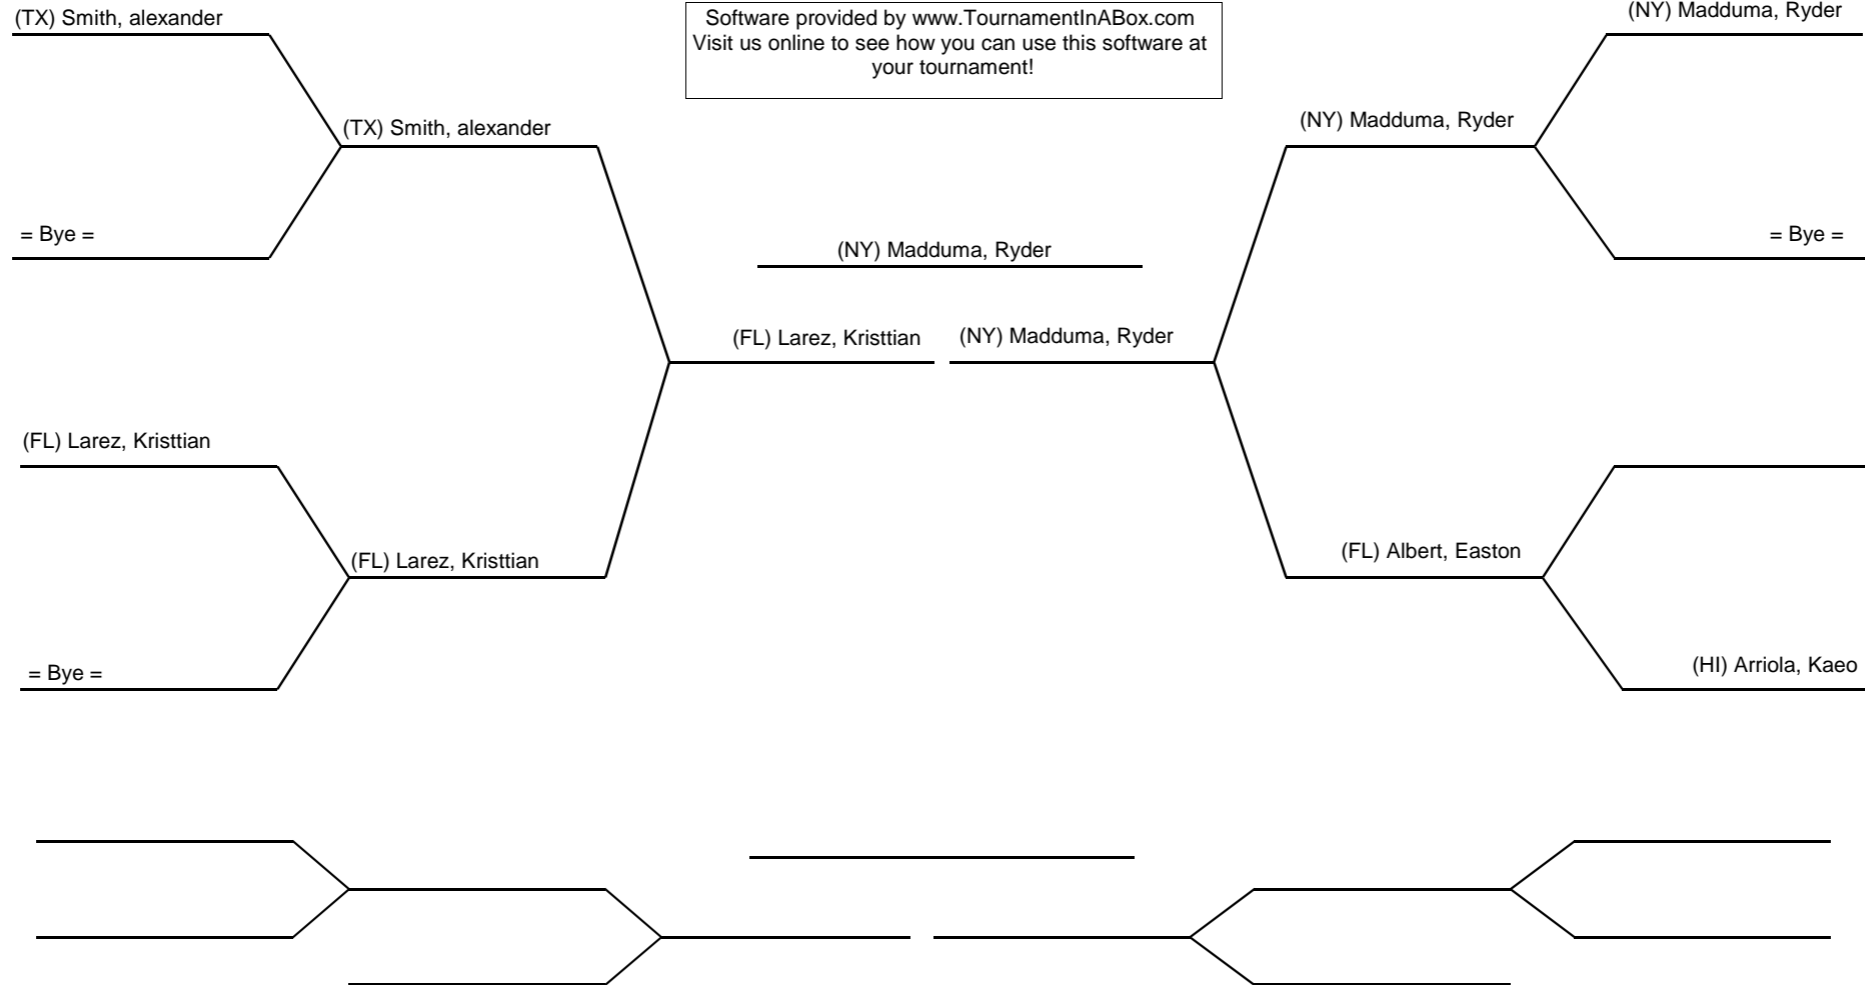 (TX) Smith, alexander
Software provided by www.TournamentInABox.com
Visit us online to see how you can use this software at
your tournament!
(NY) Madduma, Ryder
(TX) Smith, alexander
(NY) Madduma, Ryder
= Bye =
(NY) Madduma, Ryder
= Bye =
(FL) Larez, Kristtian
(NY) Madduma, Ryder
(FL) Larez, Kristtian
(FL) Larez, Kristtian
(FL) Albert, Easton
= Bye =
(HI) Arriola, Kaeo